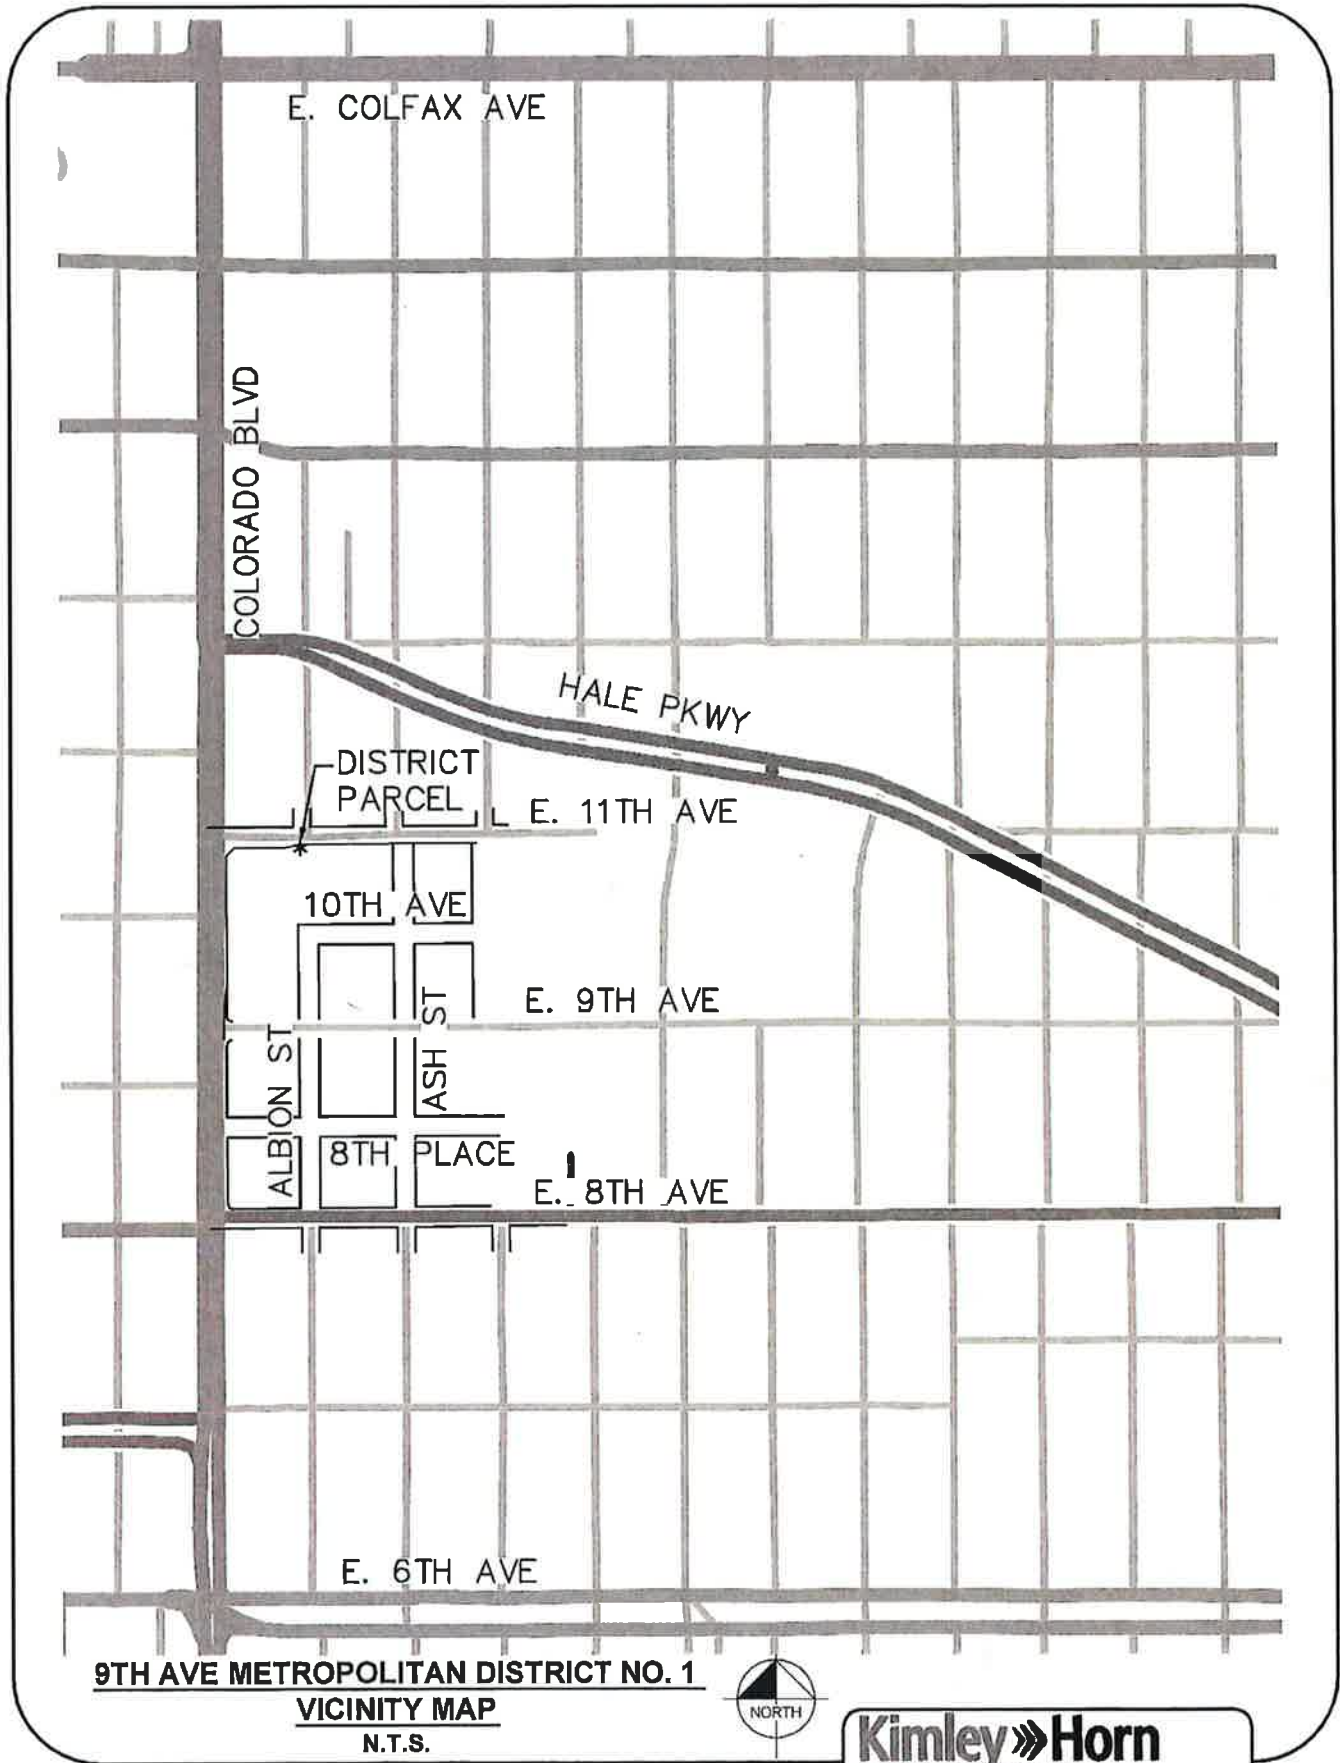 E. COLFAX AVE
COLORADO BLVD
HALE PKWY
DISTRICT
PARCEL
E. 11TH AVE
10TH AVE
E. 9TH AVE
ASH ST
ALBION ST
8TH PLACE
E. 8TH AVE
E. 6TH AVE
9TH AVE METROPOLITAN DISTRICT NO. 1
VICINITY MAP
N.T.S.
NORTH
Kimley»Horn